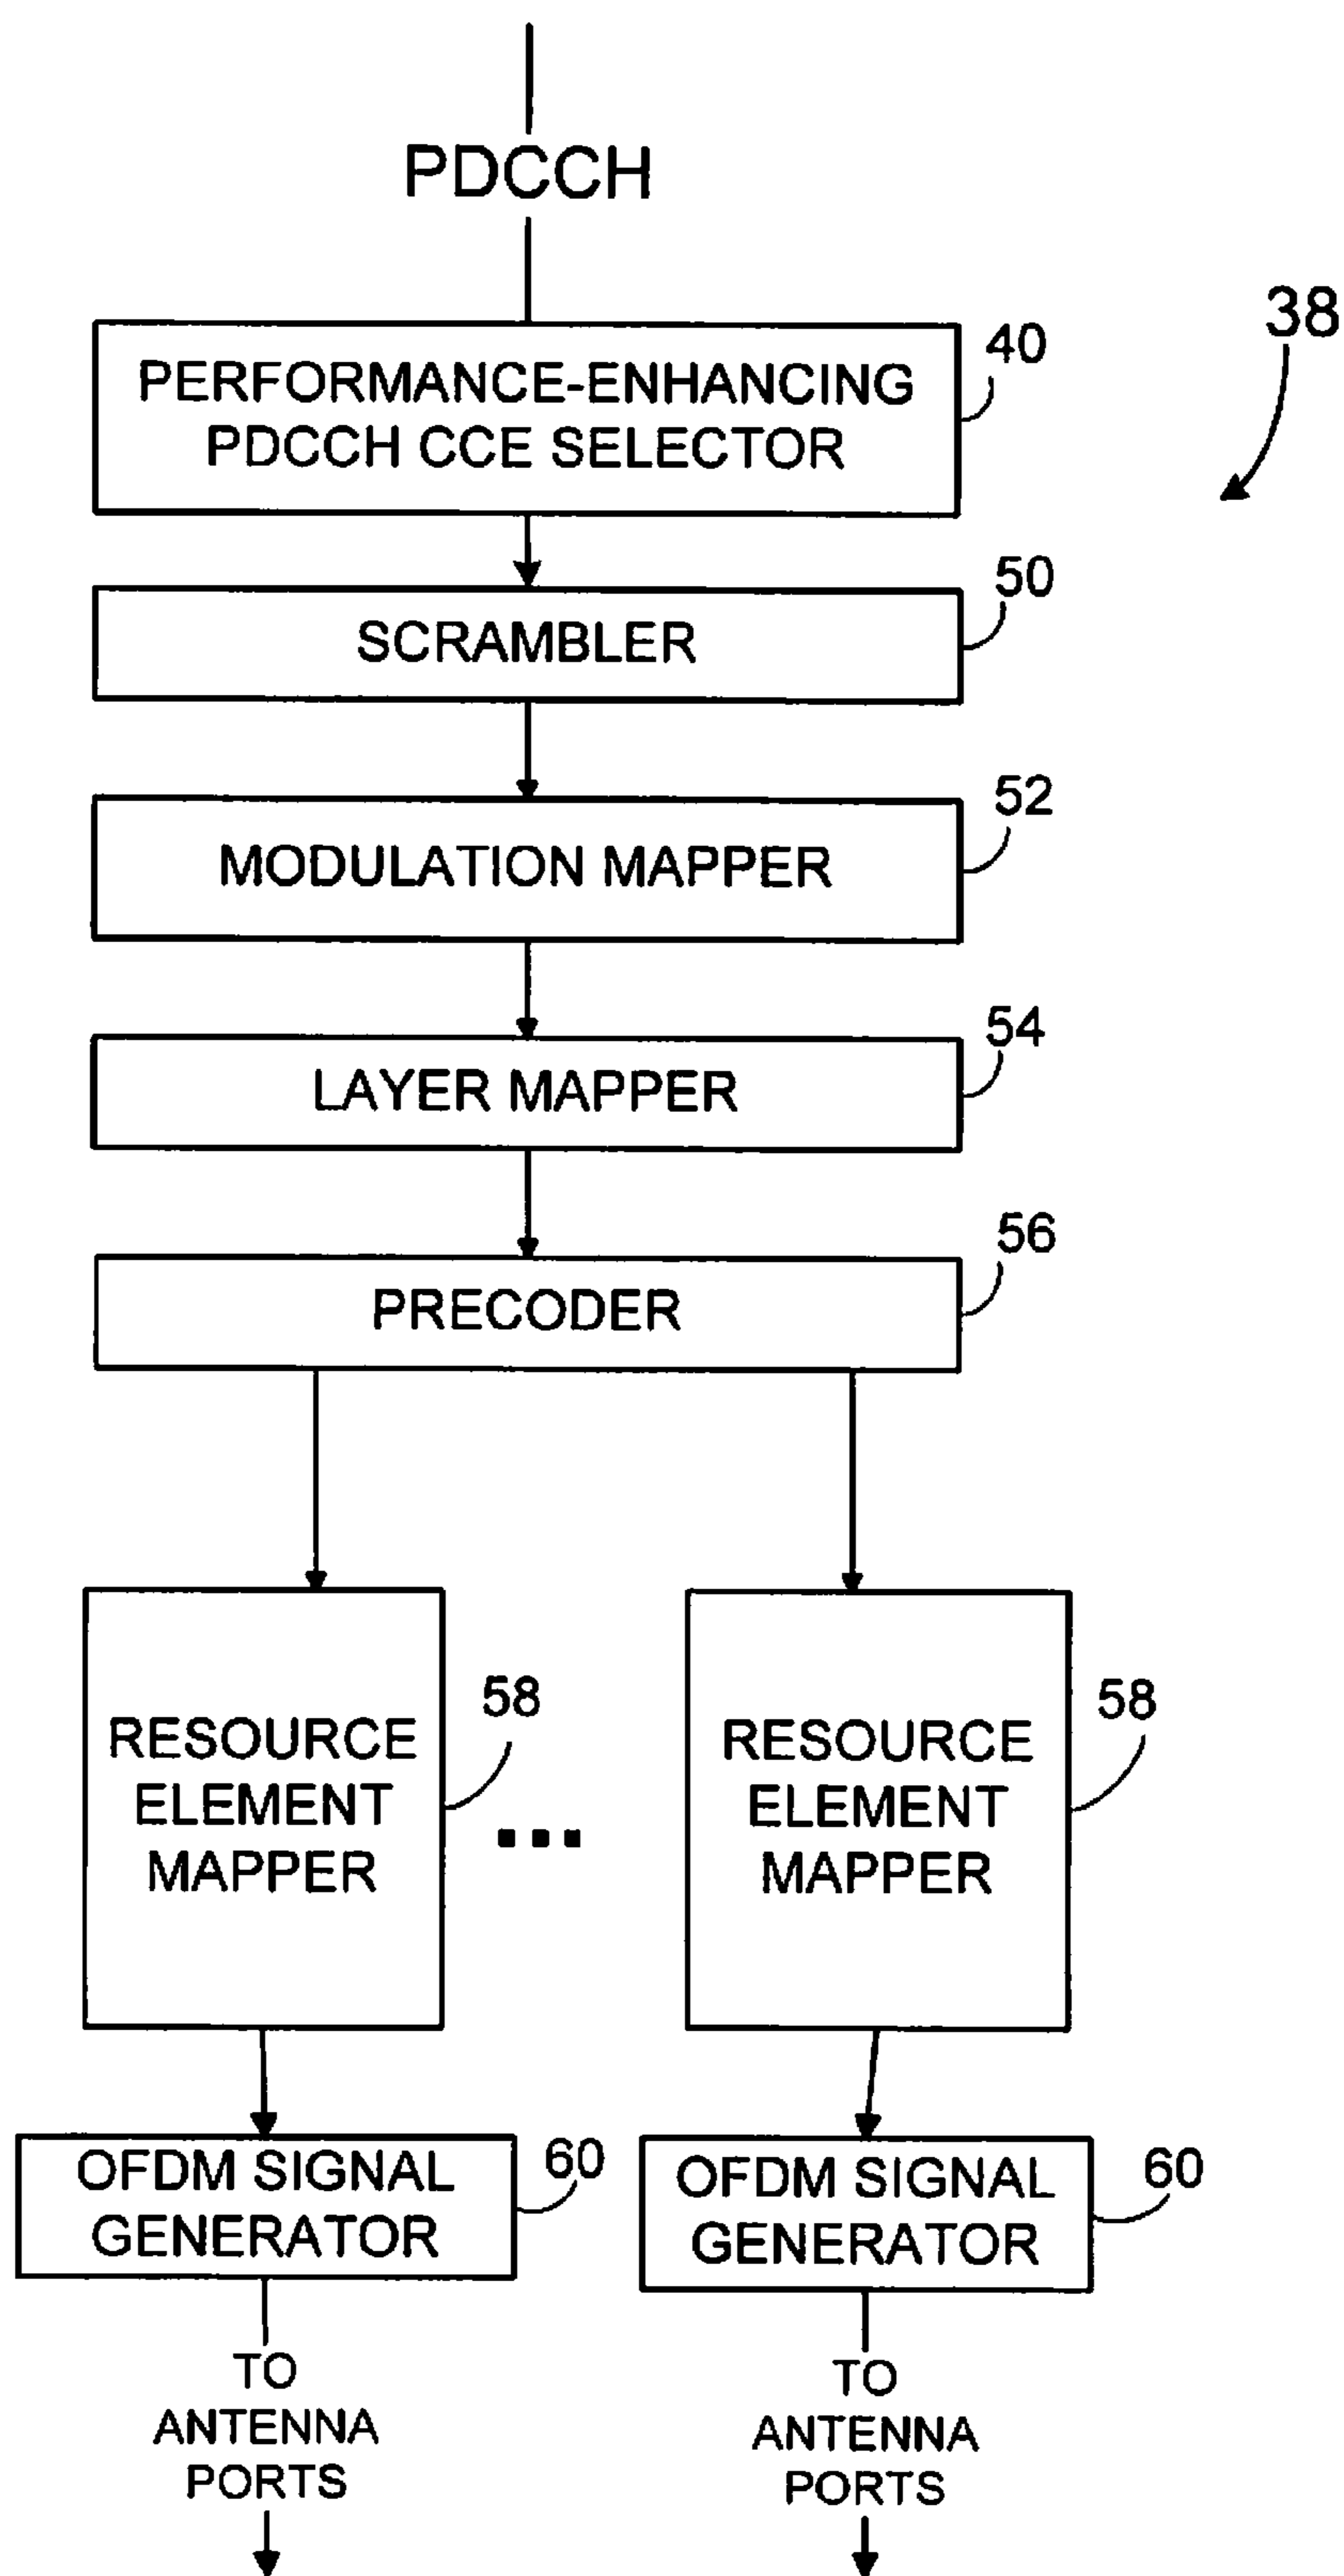 PDCCH
38
PERFORMANCE-ENHANCING
PDCCH CCE SELECTOR
40
SCRAMBLER
50
MODULATION MAPPER
52
LAYER MAPPER
54
PRECODER
56
RESOURCE
ELEMENT
MAPPER
58
...
RESOURCE
ELEMENT
MAPPER
58
OFDM SIGNAL
GENERATOR
60
OFDM SIGNAL
GENERATOR
60
TO
ANTENNA
PORTS
TO
ANTENNA
PORTS